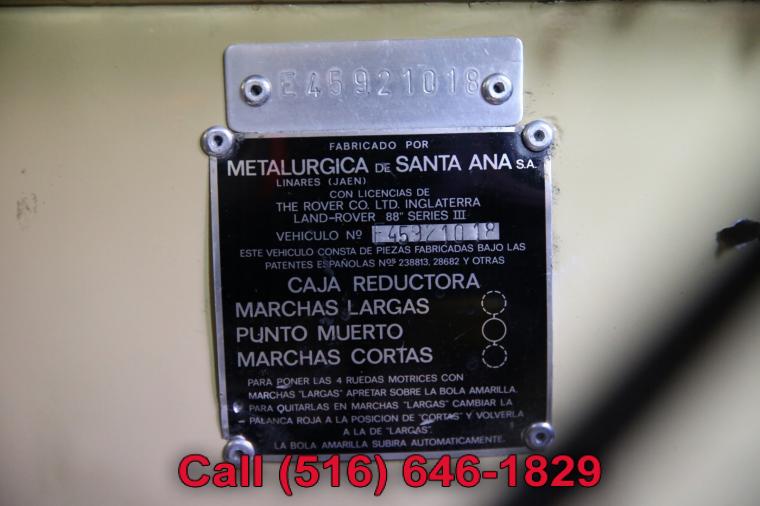 E45921018
FABRICADO POR
METALURGICA DE SANTA ANA S.A.
LINARES (JAEN)
CON LICENCIAS DE
THE ROVER CO. LTD. INGLATERRA
LAND-ROVER 88" SERIES III
VEHICULO Nº E45921018
ESTE VEHICULO CONSTA DE PIEZAS FABRICADAS BAJO LAS
PATENTES ESPAÑOLAS Nos 238813, 28682 Y OTRAS
CAJA REDUCTORA
MARCHAS LARGAS
PUNTO MUERTO
MARCHAS CORTAS
PARA PONER LAS 4 RUEDAS MOTRICES CON
MARCHAS "LARGAS" APRETAR SOBRE LA BOLA AMARILLA.
PARA QUITARLAS EN MARCHAS "LARGAS" CAMBIAR LA
PALANCA ROJA A LA POSICION DE "CORTAS" Y VOLVERLA
A LA DE "LARGAS".
LA BOLA AMARILLA SUBIRA AUTOMATICAMENTE.
Call (516) 646-1829